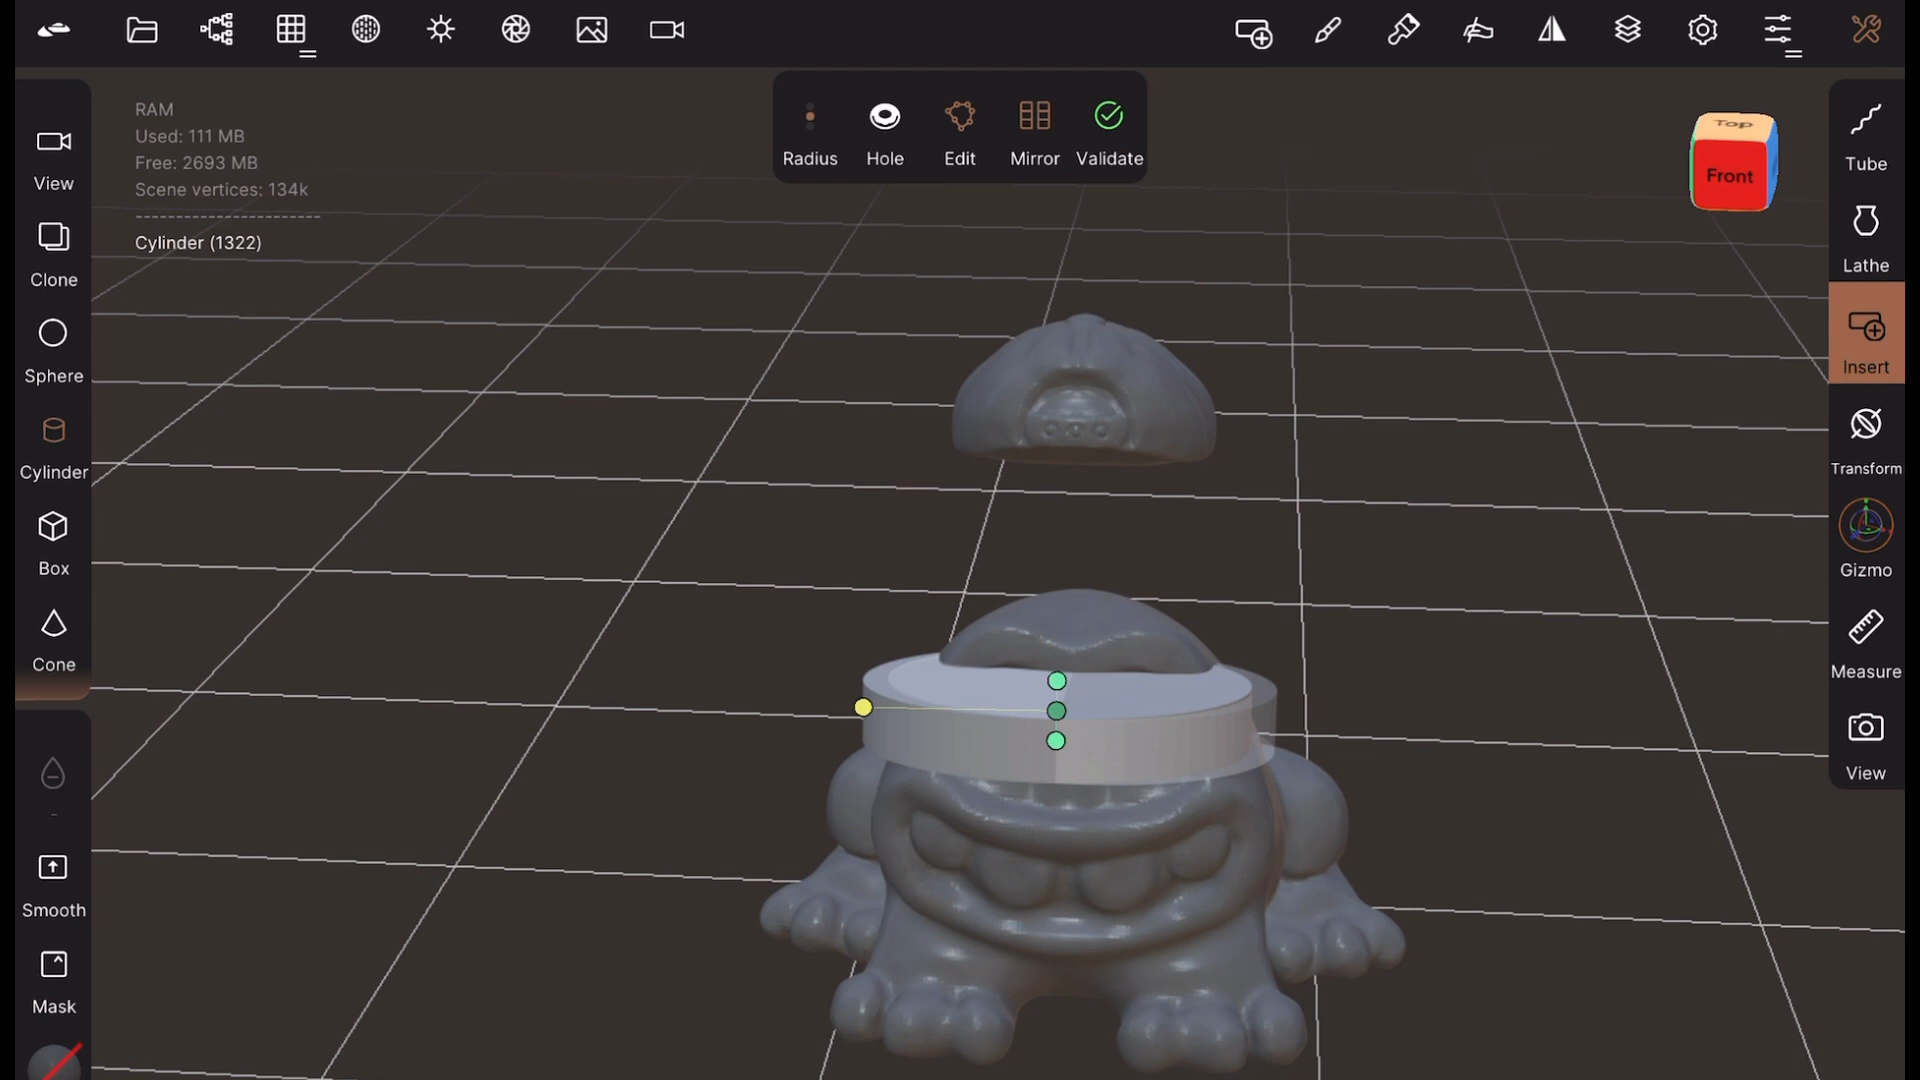 RAM
Used: 111 MB
Free: 2693 MB
Scene vertices: 134k
Cylinder (1322)
Radius
Hole
Edit
Mirror
Validate
Top
Front
View
Clone
Sphere
Cylinder
Box
Cone
-
Smooth
Mask
Tube
Lathe
Insert
Transform
Gizmo
Measure
View